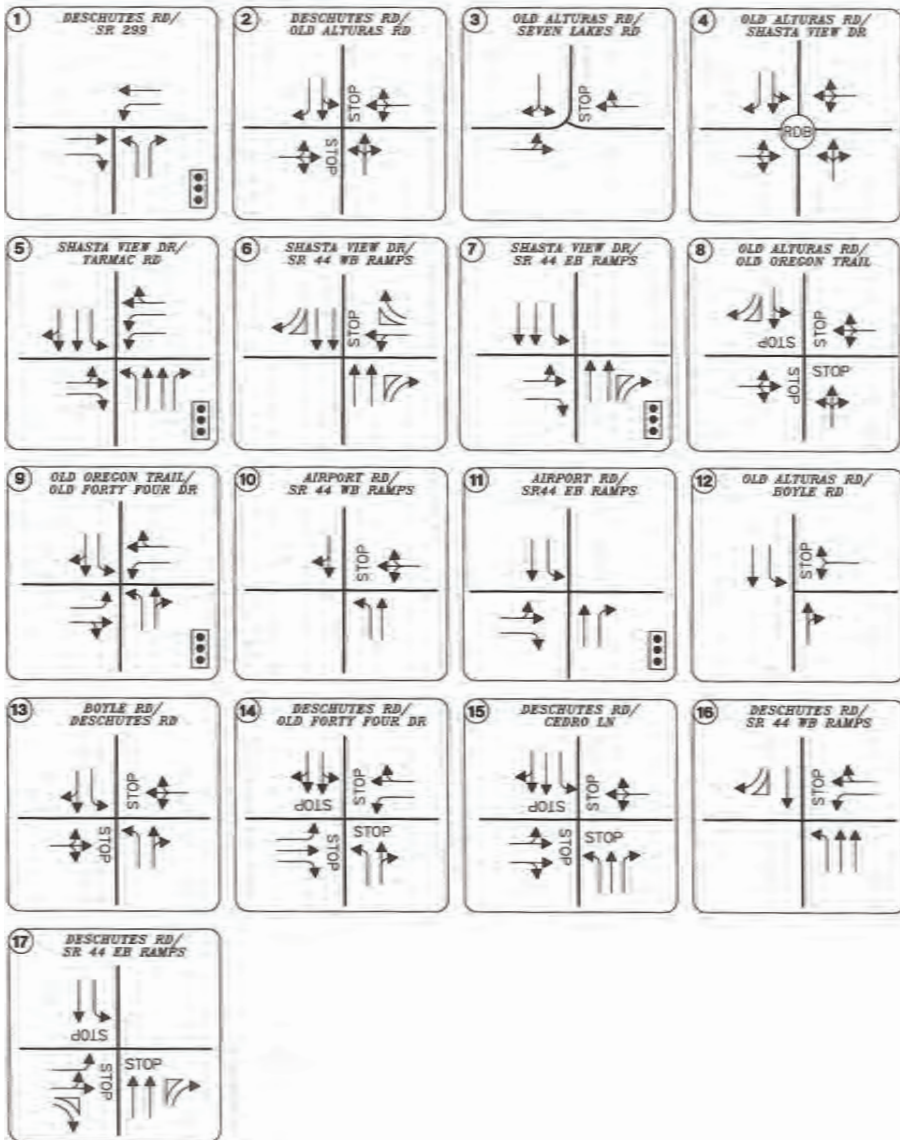 1
DESCHUTES RD/
SR 299
2
DESCHUTES RD/
OLD ALTURAS RD
STOP
STOP
3
OLD ALTURAS RD/
SEVEN LAKES RD
STOP
4
OLD ALTURAS RD/
SHASTA VIEW DR
RDB
5
SHASTA VIEW DR/
TARMAC RD
6
SHASTA VIEW DR/
SR 44 WB RAMPS
STOP
7
SHASTA VIEW DR/
SR 44 EB RAMPS
8
OLD ALTURAS RD/
OLD OREGON TRAIL
STOP
STOP
STOP
STOP
9
OLD OREGON TRAIL/
OLD FORTY FOUR DR
10
AIRPORT RD/
SR 44 WB RAMPS
STOP
11
AIRPORT RD/
SR44 EB RAMPS
12
OLD ALTURAS RD/
BOYLE RD
STOP
13
BOYLE RD/
DESCHUTES RD
STOP
STOP
14
DESCHUTES RD/
OLD FORTY FOUR DR
STOP
STOP
STOP
STOP
15
DESCHUTES RD/
CEDRO LN
STOP
STOP
STOP
STOP
16
DESCHUTES RD/
SR 44 WB RAMPS
STOP
17
DESCHUTES RD/
SR 44 EB RAMPS
STOP
STOP
STOP